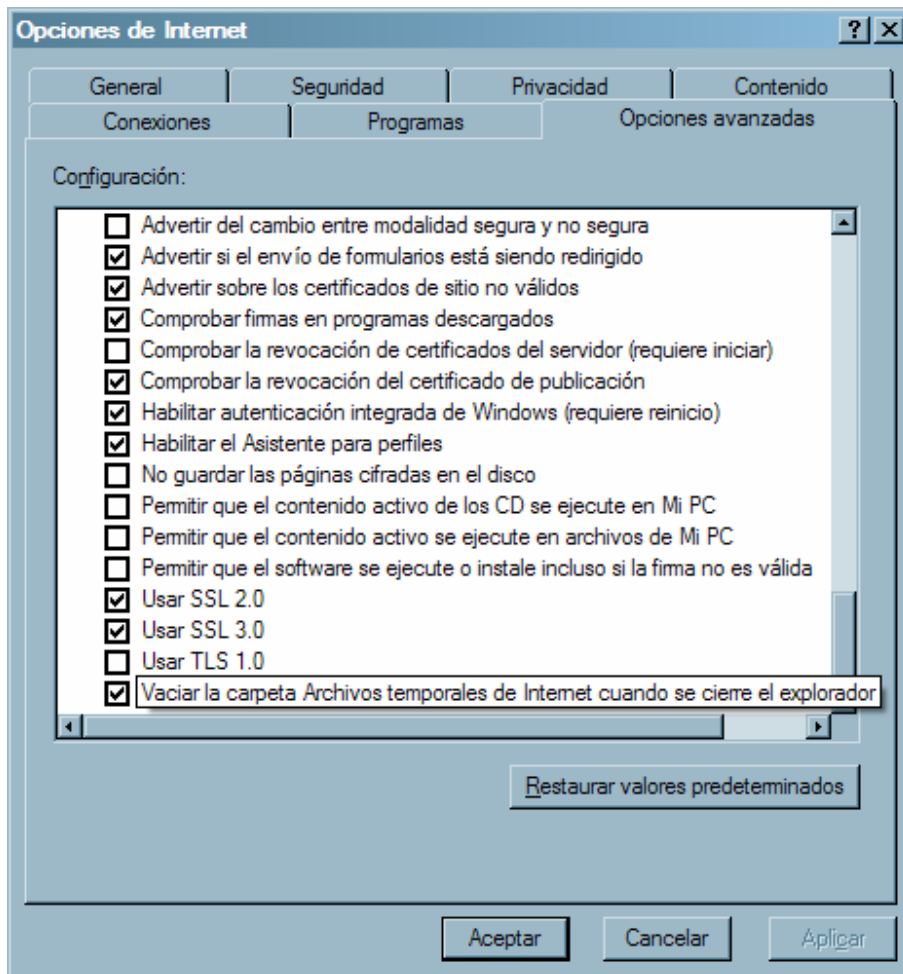 Opciones de Internet
General Seguridad Privacidad Contenido
Conexiones Programas Opciones avanzadas
Configuración:
Advertir del cambio entre modalidad segura y no segura
Advertir si el envío de formularios está siendo redirigido
Advertir sobre los certificados de sitio no válidos
Comprobar firmas en programas descargados
Comprobar la revocación de certificados del servidor (requiere iniciar)
Comprobar la revocación del certificado de publicación
Habilitar autenticación integrada de Windows (requiere reinicio)
Habilitar el Asistente para perfiles
No guardar las páginas cifradas en el disco
Permitir que el contenido activo de los CD se ejecute en Mi PC
Permitir que el contenido activo se ejecute en archivos de Mi PC
Permitir que el software se ejecute o instale incluso si la firma no es válida
Usar SSL 2.0
Usar SSL 3.0
Usar TLS 1.0
Vaciar la carpeta Archivos temporales de Internet cuando se cierre el explorador
Restaurar valores predeterminados
Aceptar Cancelar Aplicar